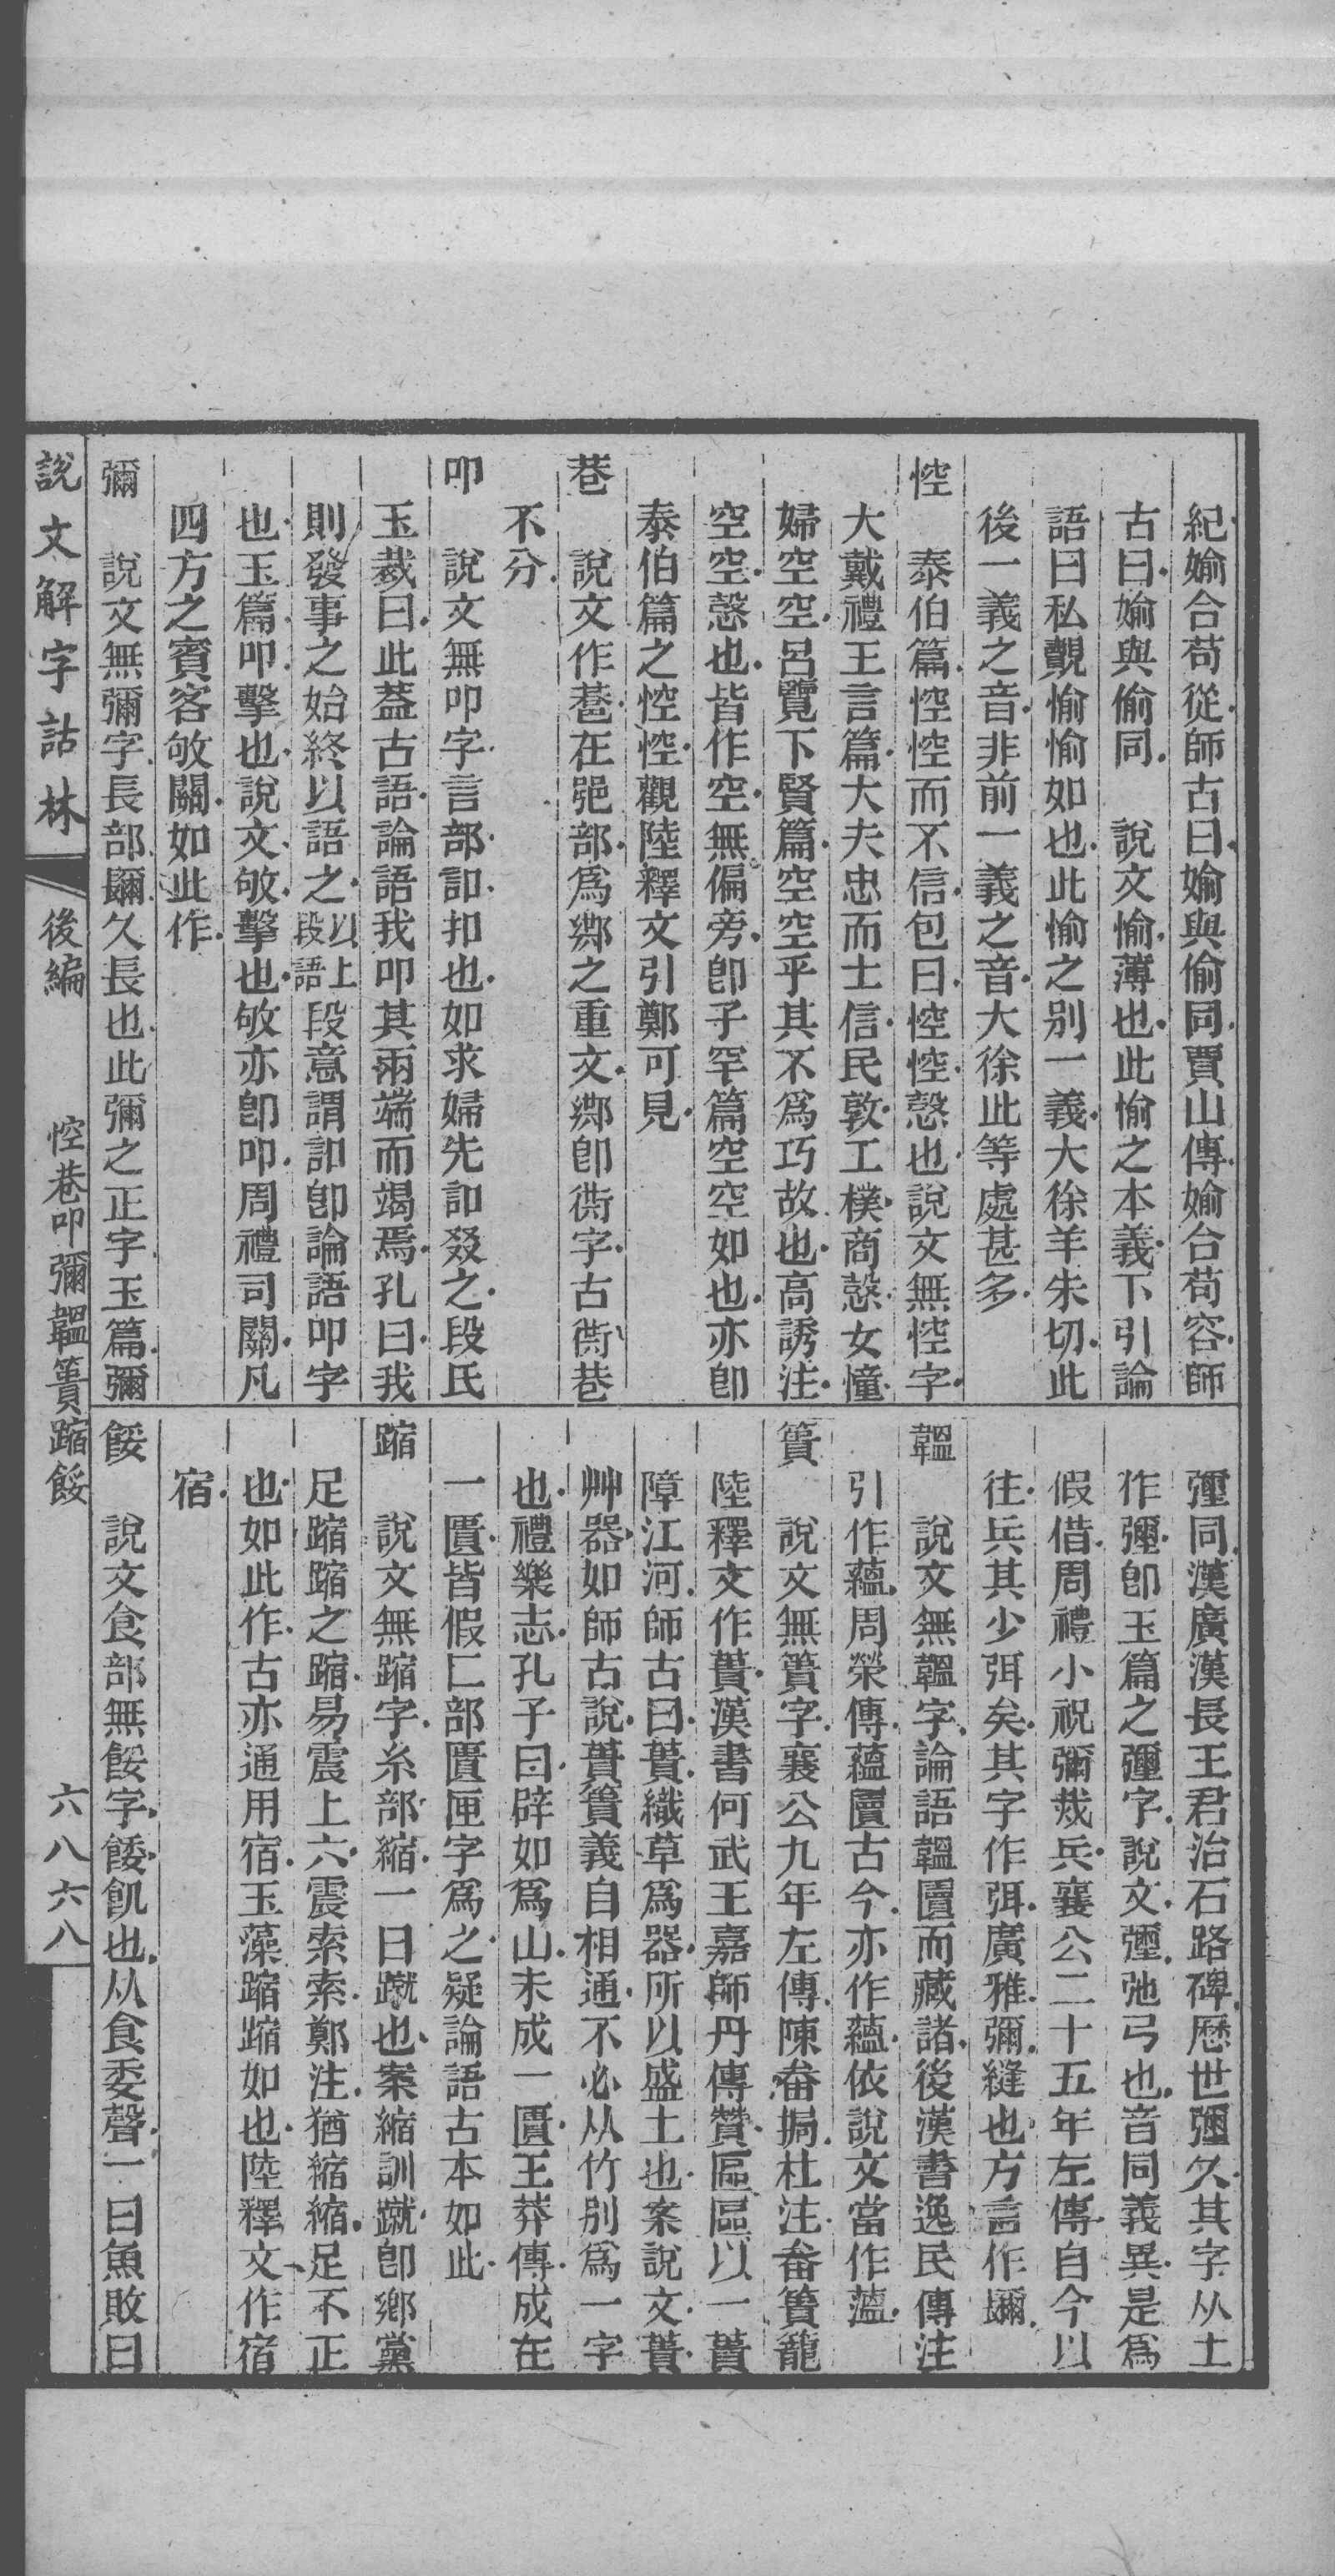 紀媮合苟從師古曰媮與偷同賈山傳媮合苟容師
古曰媮與偷同　說文愉薄也此愉之本義下引論
語曰私覿愉愉如也此愉之別一義大徐羊朱切此
後一義之音非前一義之音大徐此等處甚多
悾　泰伯篇悾悾而不信包曰悾悾愨也說文無悾字
大戴禮王言篇大夫忠而士信民敦工樸商愨女憧
婦空空呂覽下賢篇空空乎其不爲巧故也高誘注
空空愨也皆作空無偏旁卽子罕篇空空如也亦卽
泰伯篇之悾悾觀陸釋文引鄭可見
巷　說文作𨞠在𨛜部爲𨞠之重文𨞠卽衖字古衖巷
不分
叩　說文無叩字言部訆扣也如求婦先訆叕之段氏
玉裁曰此葢古語論語我叩其兩端而竭焉孔曰我
則發事之始終以語之以上段語段意謂訆卽論語叩字
也玉篇叩擊也說文敂擊也敂亦卽叩周禮司關凡
四方之賓客敂關如此作
彌　說文無彌字長部镾久長也此彌之正字玉篇彌
彌同漢廣漢長王君治石路碑歷世彌久其字从土
作瓕卽玉篇之瓕字說文瓕弛弓也音同義異是爲
假借周禮小祝彌烖兵襄公二十五年左傳自今以
往兵其少弭矣其字作弭廣雅彌縫也方言作镾
韞　說文無韞字論語韞匵而藏諸後漢書逸民傳注
引作蘊周榮傳蘊匵古今亦作蘊依說文當作薀
簣　說文無簣字襄公九年左傳陳畚挶杜注畚簣籠
陸釋文作蕢漢書何武王嘉師丹傳贊區區以一蕢
障江河師古曰蕢織草爲器所以盛土也案說文蕢
艸器如師古說蕢簣義自相通不必从竹別爲一字
也禮樂志孔子曰辟如爲山未成一匱王莽傳成在
一匱皆假匚部匱匣字爲之疑論語古本如此
蹜　說文無蹜字糸部縮一曰蹴也案縮訓蹴卽鄉黨
足蹜蹜之蹜易震上六震索索鄭注猶縮縮足不正
也如此作古亦通用宿玉藻蹜蹜如也陸釋文作宿
宿
餒　說文食部無餒字餧飢也从食委聲一曰魚敗曰
說文解字詁林　後編　悾巷叩彌韞簣蹜餒　六八六八